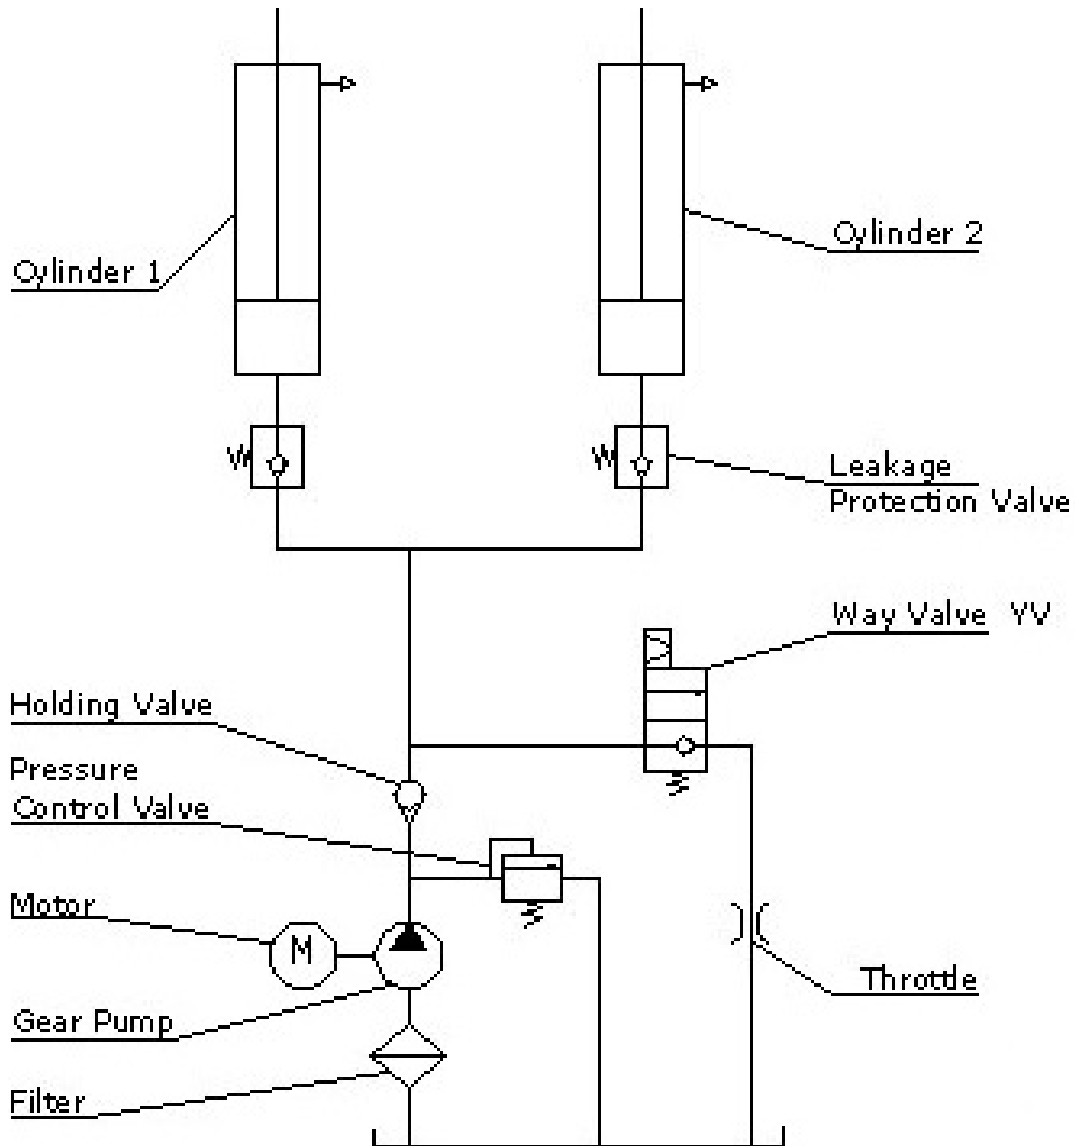 Cylinder 1
Cylinder 2
Leakage
Protection Valve
Way Valve YV
Holding Valve
Pressure
Control Valve
Motor
M
Throttle
Gear Pump
Filter